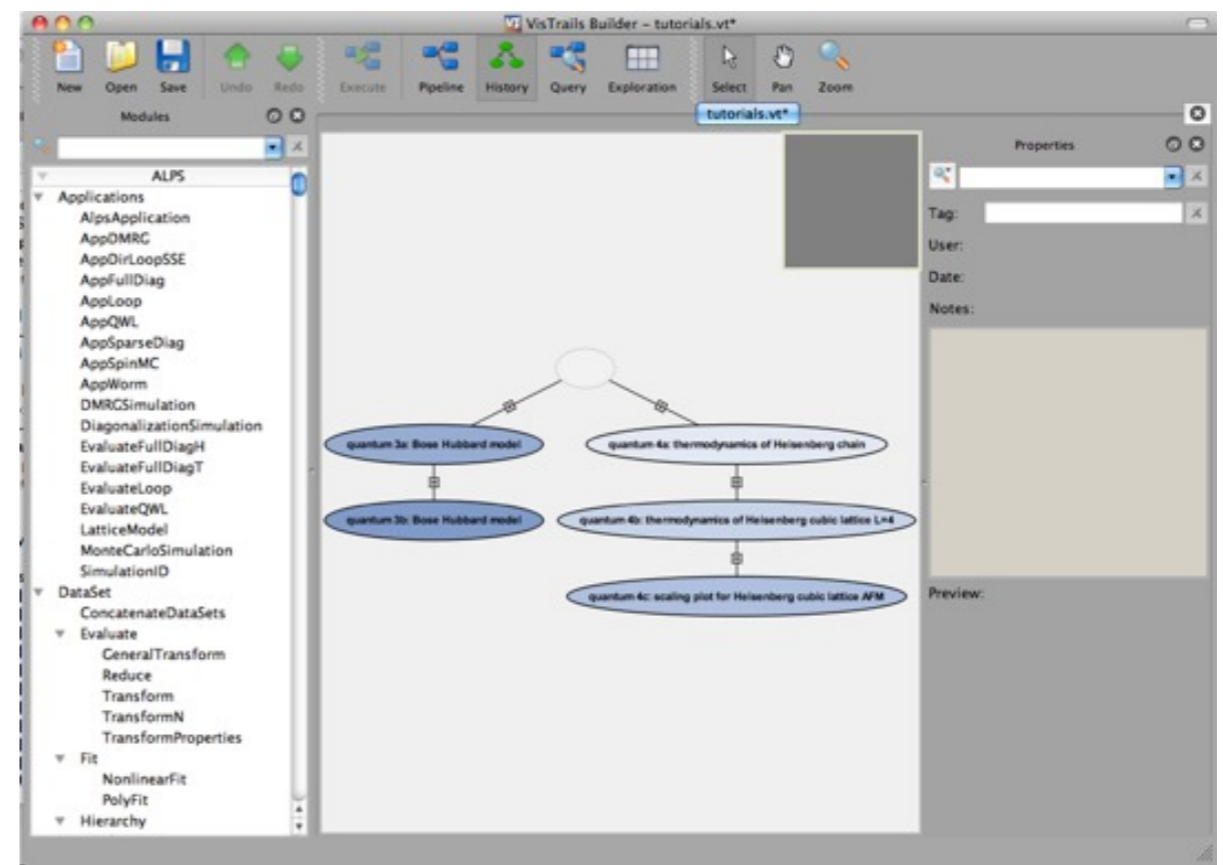 VisTrails Builder – tutorials.vt*
New Open Save Undo Redo Execute Pipeline History Query Exploration Select Pan Zoom
Modules
tutorials.vt*
Properties
ALPS
Applications
AlpsApplication
AppDMRG
AppDirLoopSSE
AppFullDiag
AppLoop
AppQWL
AppSparseDiag
AppSpinMC
AppWorm
DMRGSimulation
DiagonalizationSimulation
EvaluateFullDiagH
EvaluateFullDiagT
EvaluateLoop
EvaluateQWL
LatticeModel
MonteCarloSimulation
SimulationID
DataSet
ConcatenateDataSets
Evaluate
GeneralTransform
Reduce
Transform
TransformN
TransformProperties
Fit
NonlinearFit
PolyFit
Hierarchy
quantum 3a: Bose Hubbard model
quantum 4a: thermodynamics of Heisenberg chain
quantum 3b: Bose Hubbard model
quantum 4b: thermodynamics of Heisenberg cubic lattice L=4
quantum 4c: scaling plot for Heisenberg cubic lattice AFM
Tag:
User:
Date:
Notes:
Preview: